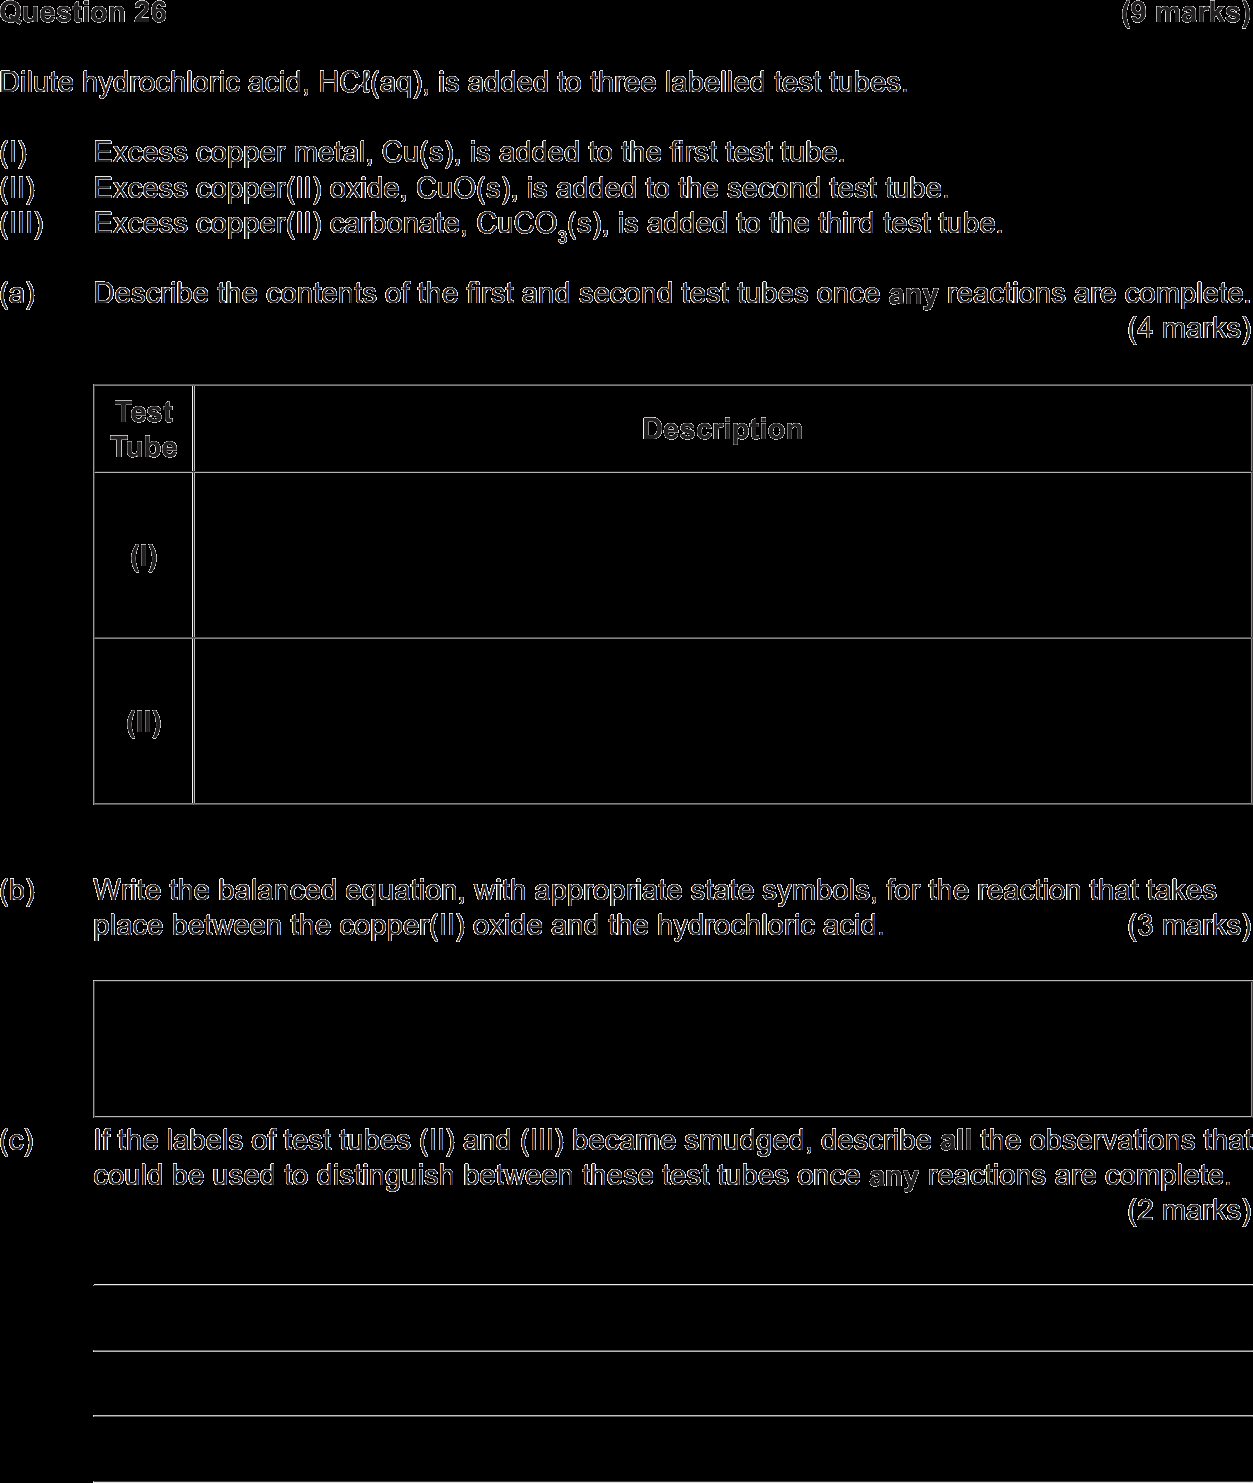 Question 26 (9 marks)
Dilute hydrochloric acid, HCℓ(aq), is added to three labelled test tubes.
(I) Excess copper metal, Cu(s), is added to the first test tube.
(II) Excess copper(II) oxide, CuO(s), is added to the second test tube.
(III) Excess copper(II) carbonate, CuCO₃(s), is added to the third test tube.
(a) Describe the contents of the first and second test tubes once any reactions are complete.
(4 marks)
Test
Tube
Description
(I)
(II)
(b) Write the balanced equation, with appropriate state symbols, for the reaction that takes
place between the copper(II) oxide and the hydrochloric acid. (3 marks)
(c) If the labels of test tubes (II) and (III) became smudged, describe all the observations that
could be used to distinguish between these test tubes once any reactions are complete.
(2 marks)